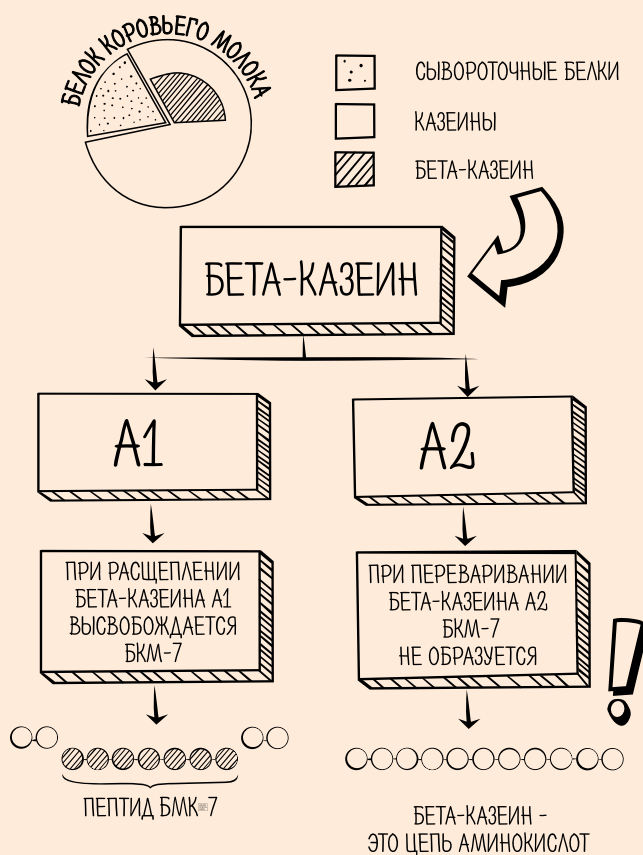 БЕЛОК КОРОВЬЕГО МОЛОКА
СЫВОРОТОЧНЫЕ БЕЛКИ
КАЗЕИНЫ
БЕТА-КАЗЕИН
БЕТА-КАЗЕИН
А1
А2
ПРИ РАСЩЕПЛЕНИИ
БЕТА-КАЗЕИНА А1
ВЫСВОБОЖДАЕТСЯ
БКМ-7
ПРИ ПЕРЕВАРИВАНИИ
БЕТА-КАЗЕИНА А2
БКМ-7
НЕ ОБРАЗУЕТСЯ
!
ПЕПТИД БМК-7
БЕТА-КАЗЕИН -
ЭТО ЦЕПЬ АМИНОКИСЛОТ